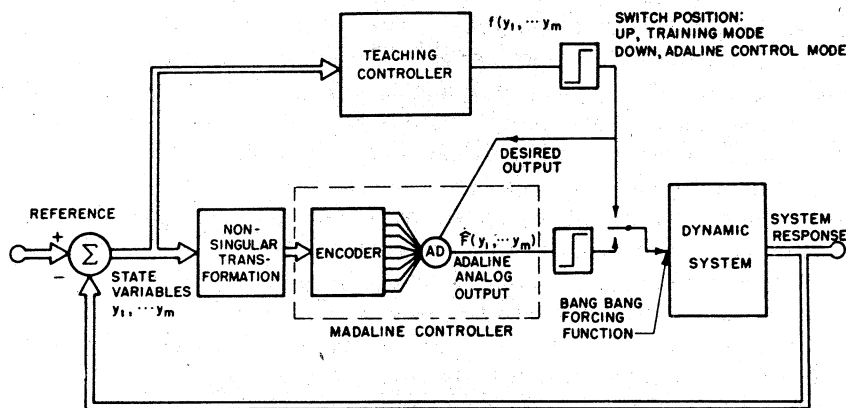 f(y₁, ··· yₘ
SWITCH POSITION:
UP, TRAINING MODE
DOWN, ADALINE CONTROL MODE
TEACHING
CONTROLLER
DESIRED
OUTPUT
REFERENCE
+
Σ
−
STATE
VARIABLES
y₁, ··· yₘ
NON-
SINGULAR
TRANS-
FORMATION
ENCODER
AD
F̂(y₁, ··· yₘ)
ADALINE
ANALOG
OUTPUT
MADALINE CONTROLLER
BANG BANG
FORCING
FUNCTION
DYNAMIC
SYSTEM
SYSTEM
RESPONSE